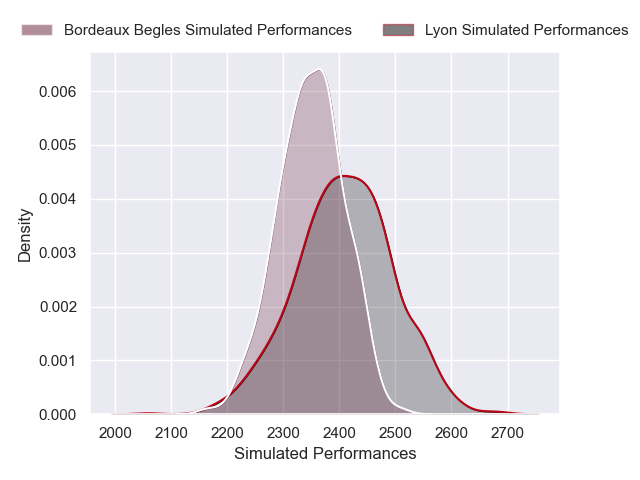 Bordeaux Begles Simulated Performances
Lyon Simulated Performances
0.006
0.005
0.004
0.003
0.002
0.001
0.000
Density
2000 2100 2200 2300 2400 2500 2600 2700
Simulated Performances